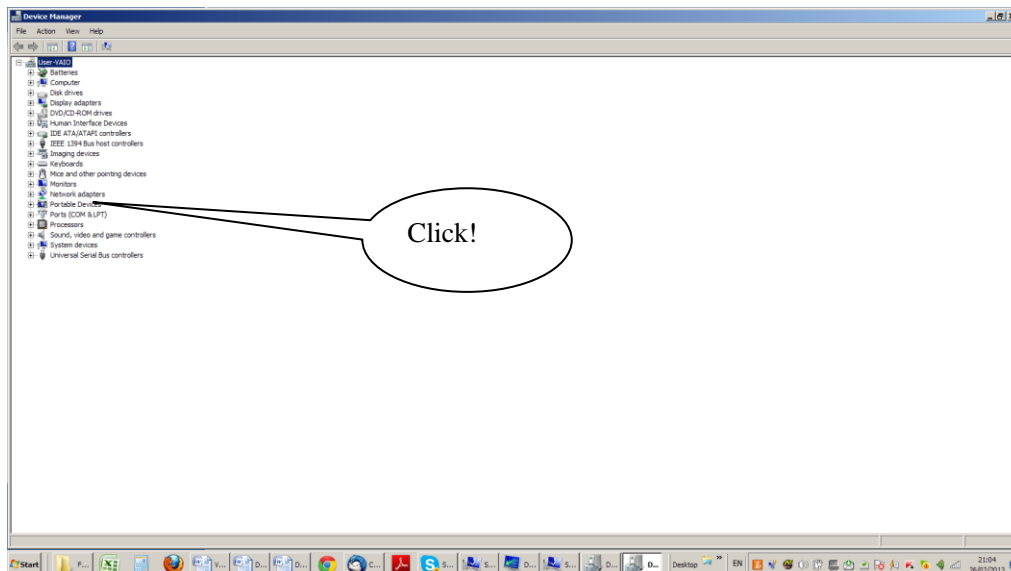 Device Manager
File Action View Help
User-VAIO
Batteries
Computer
Disk drives
Display adapters
DVD/CD-ROM drives
Human Interface Devices
IDE ATA/ATAPI controllers
IEEE 1394 Bus host controllers
Imaging devices
Keyboards
Mice and other pointing devices
Monitors
Network adapters
Portable Devices
Ports (COM & LPT)
Processors
Sound, video and game controllers
System devices
Universal Serial Bus controllers
Click!
Start F... V... D... D... C... S... S... D... S... D... D... Desktop » EN 21:04
26/02/2013